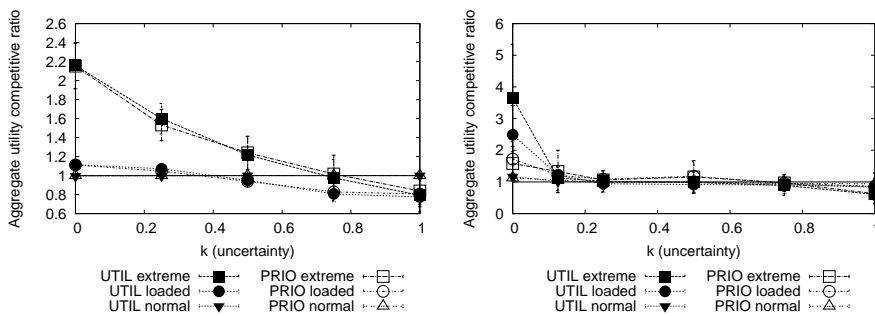 Aggregate utility competitive ratio
2.6
2.4
2.2
2
1.8
1.6
1.4
1.2
1
0.8
0.6
0 0.2 0.4 0.6 0.8 1
k (uncertainty)
UTIL extreme PRIO extreme
UTIL loaded PRIO loaded
UTIL normal PRIO normal
Aggregate utility competitive ratio
6
5
4
3
2
1
0
0 0.2 0.4 0.6 0.8 1
k (uncertainty)
UTIL extreme PRIO extreme
UTIL loaded PRIO loaded
UTIL normal PRIO normal